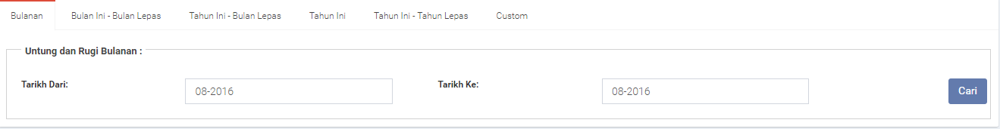 Bulanan Bulan Ini - Bulan Lepas Tahun Ini - Bulan Lepas Tahun Ini Tahun Ini - Tahun Lepas Custom
Untung dan Rugi Bulanan :
Tarikh Dari: 08-2016 Tarikh Ke: 08-2016 Cari